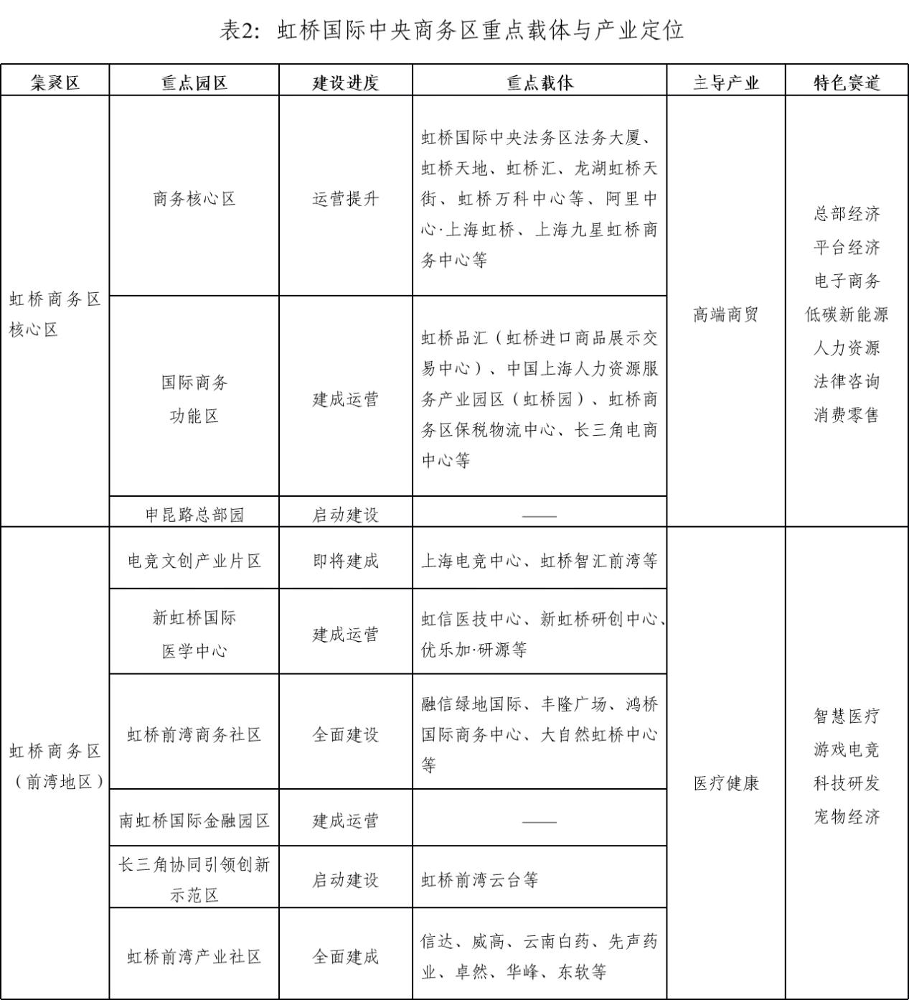 表2：虹桥国际中央商务区重点载体与产业定位
集聚区 重点园区 建设进度 重点载体 主导产业 特色赛道
虹桥商务区
核心区
商务核心区
运营提升
虹桥国际中央法务区法务大厦、
虹桥天地、虹桥汇、龙湖虹桥天
街、虹桥万科中心等、阿里中
心·上海虹桥、上海九星虹桥商
务中心等
高端商贸
总部经济
平台经济
电子商务
低碳新能源
人力资源
法律咨询
消费零售
国际商务
功能区
建成运营
虹桥品汇（虹桥进口商品展示交
易中心）、中国上海人力资源服
务产业园区（虹桥园）、虹桥商
务区保税物流中心、长三角电商
中心等
申昆路总部园 启动建设 ——
虹桥商务区
（前湾地区）
电竞文创产业片区 即将建成 上海电竞中心、虹桥智汇前湾等
医疗健康
智慧医疗
游戏电竞
科技研发
宠物经济
新虹桥国际
医学中心
建成运营
虹信医技中心、新虹桥研创中心、
优乐加·研源等
虹桥前湾商务社区
全面建设
融信绿地国际、丰隆广场、鸿桥
国际商务中心、大自然虹桥中心
等
南虹桥国际金融园区 建成运营 ——
长三角协同引领创新
示范区
启动建设
虹桥前湾云台等
虹桥前湾产业社区
全面建成
信达、威高、云南白药、先声药
业、卓然、华峰、东软等